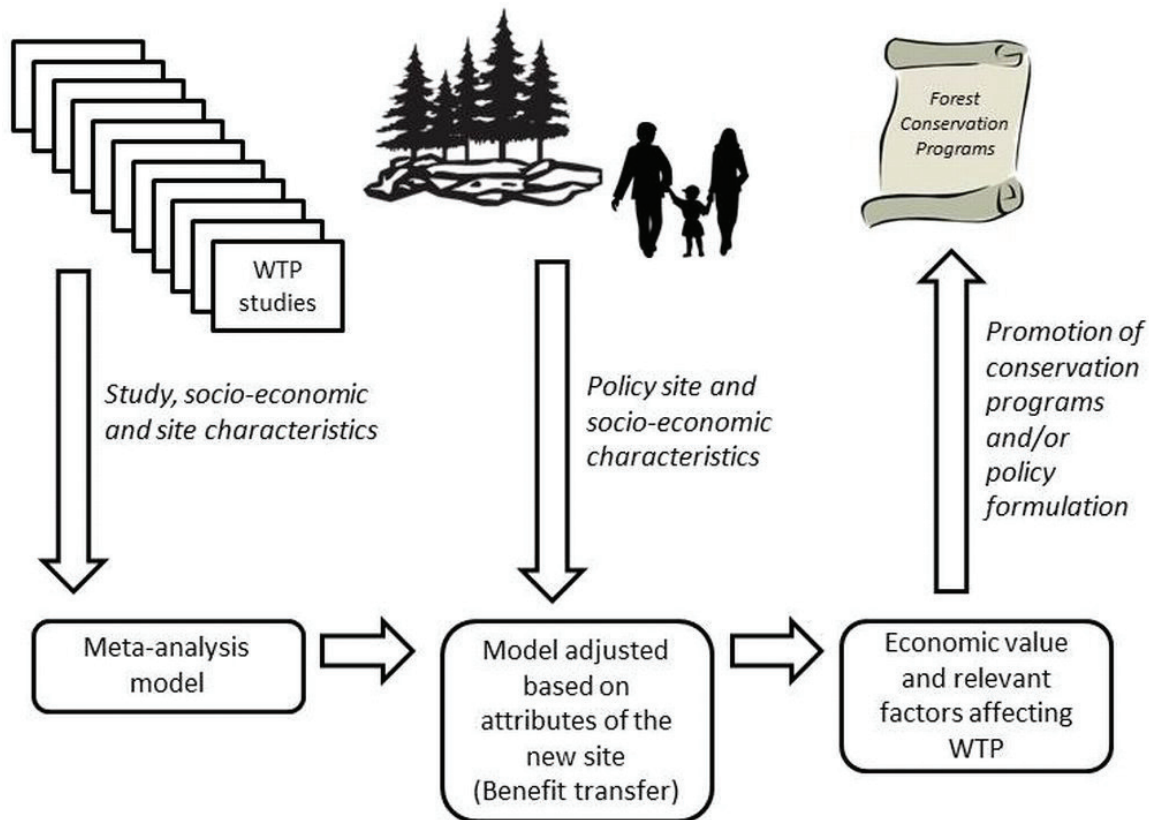 WTP
studies
Forest
Conservation
Programs
Study, socio-economic
and site characteristics
Policy site and
socio-economic
characteristics
Promotion of
conservation
programs
and/or
policy
formulation
Meta-analysis
model
Model adjusted
based on
attributes of the
new site
(Benefit transfer)
Economic value
and relevant
factors affecting
WTP